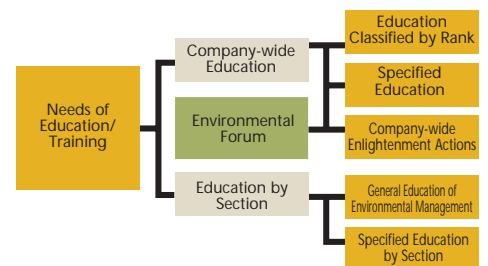 Needs of
Education/
Training
Company-wide
Education
Environmental
Forum
Education by
Section
Education
Classified by Rank
Specified
Education
Company-wide
Enlightenment Actions
General Education of
Environmental Management
Specified Education
by Section